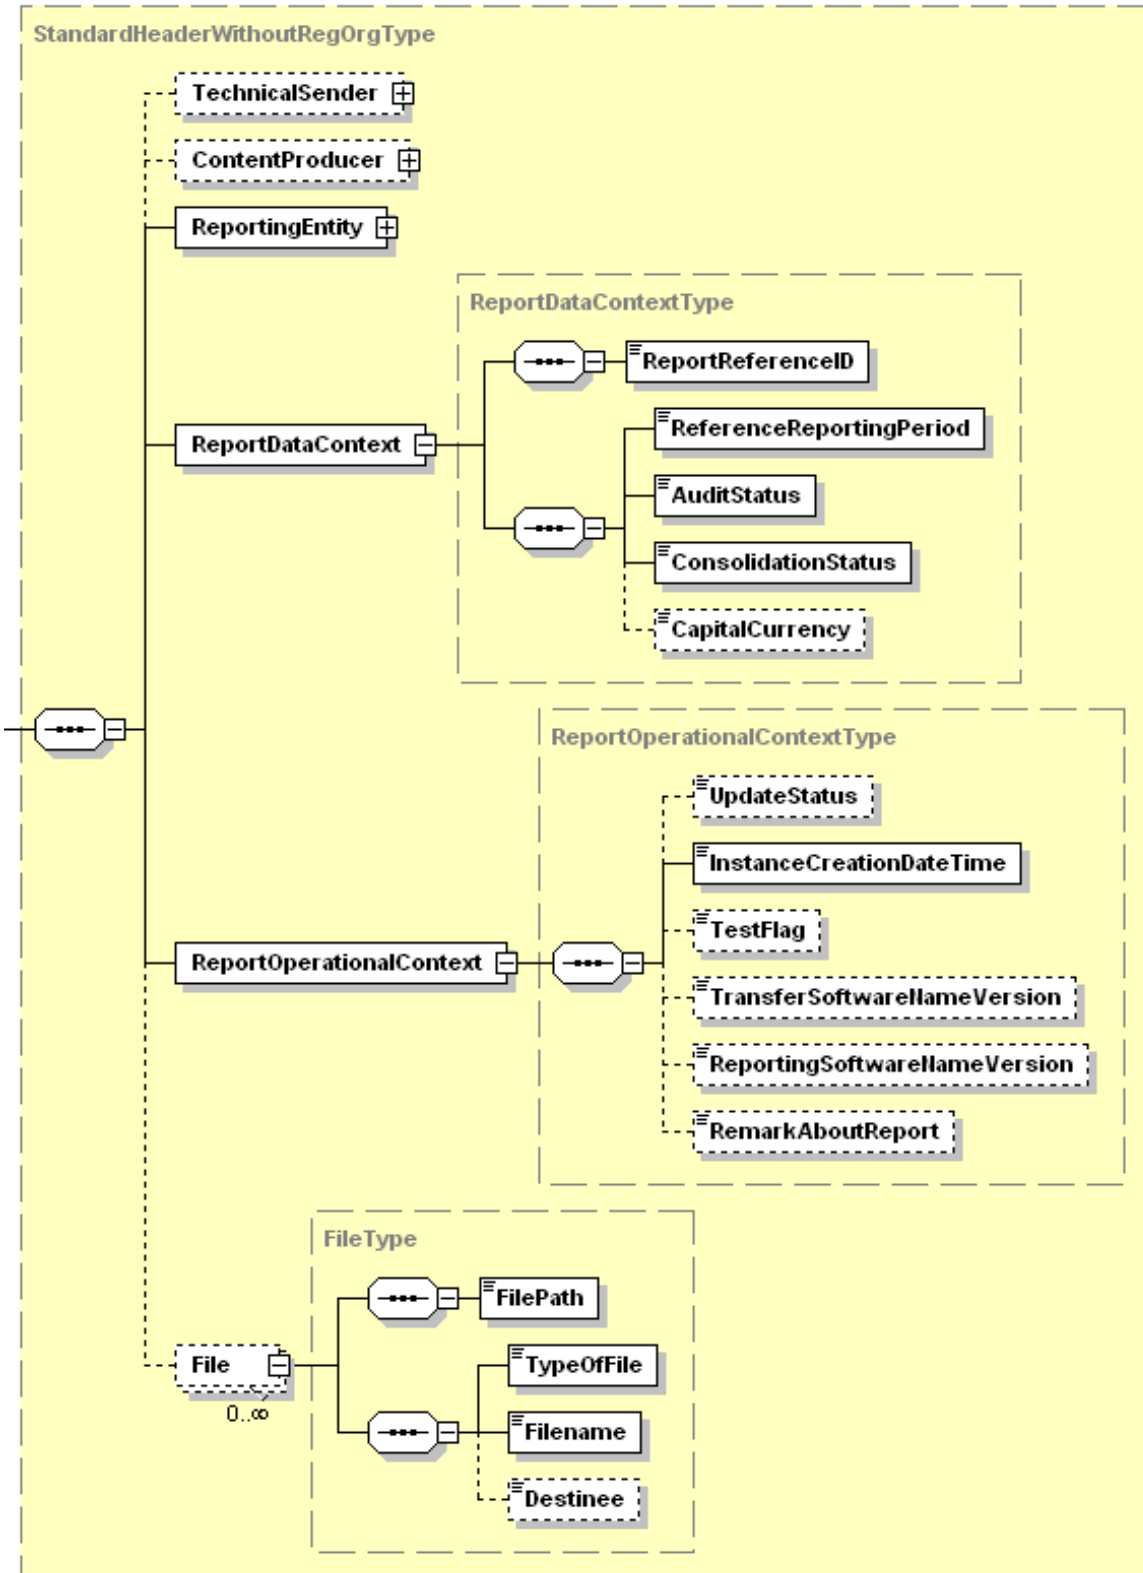 StandardHeaderWithoutRegOrgType
TechnicalSender
ContentProducer
ReportingEntity
ReportDataContextType
ReportReferenceID
ReferenceReportingPeriod
ReportDataContext
AuditStatus
ConsolidationStatus
CapitalCurrency
ReportOperationalContextType
UpdateStatus
InstanceCreationDateTime
TestFlag
ReportOperationalContext
TransferSoftwareNameVersion
ReportingSoftwareNameVersion
RemarkAboutReport
FileType
FilePath
File
0..∞
TypeOfFile
Filename
Destinee